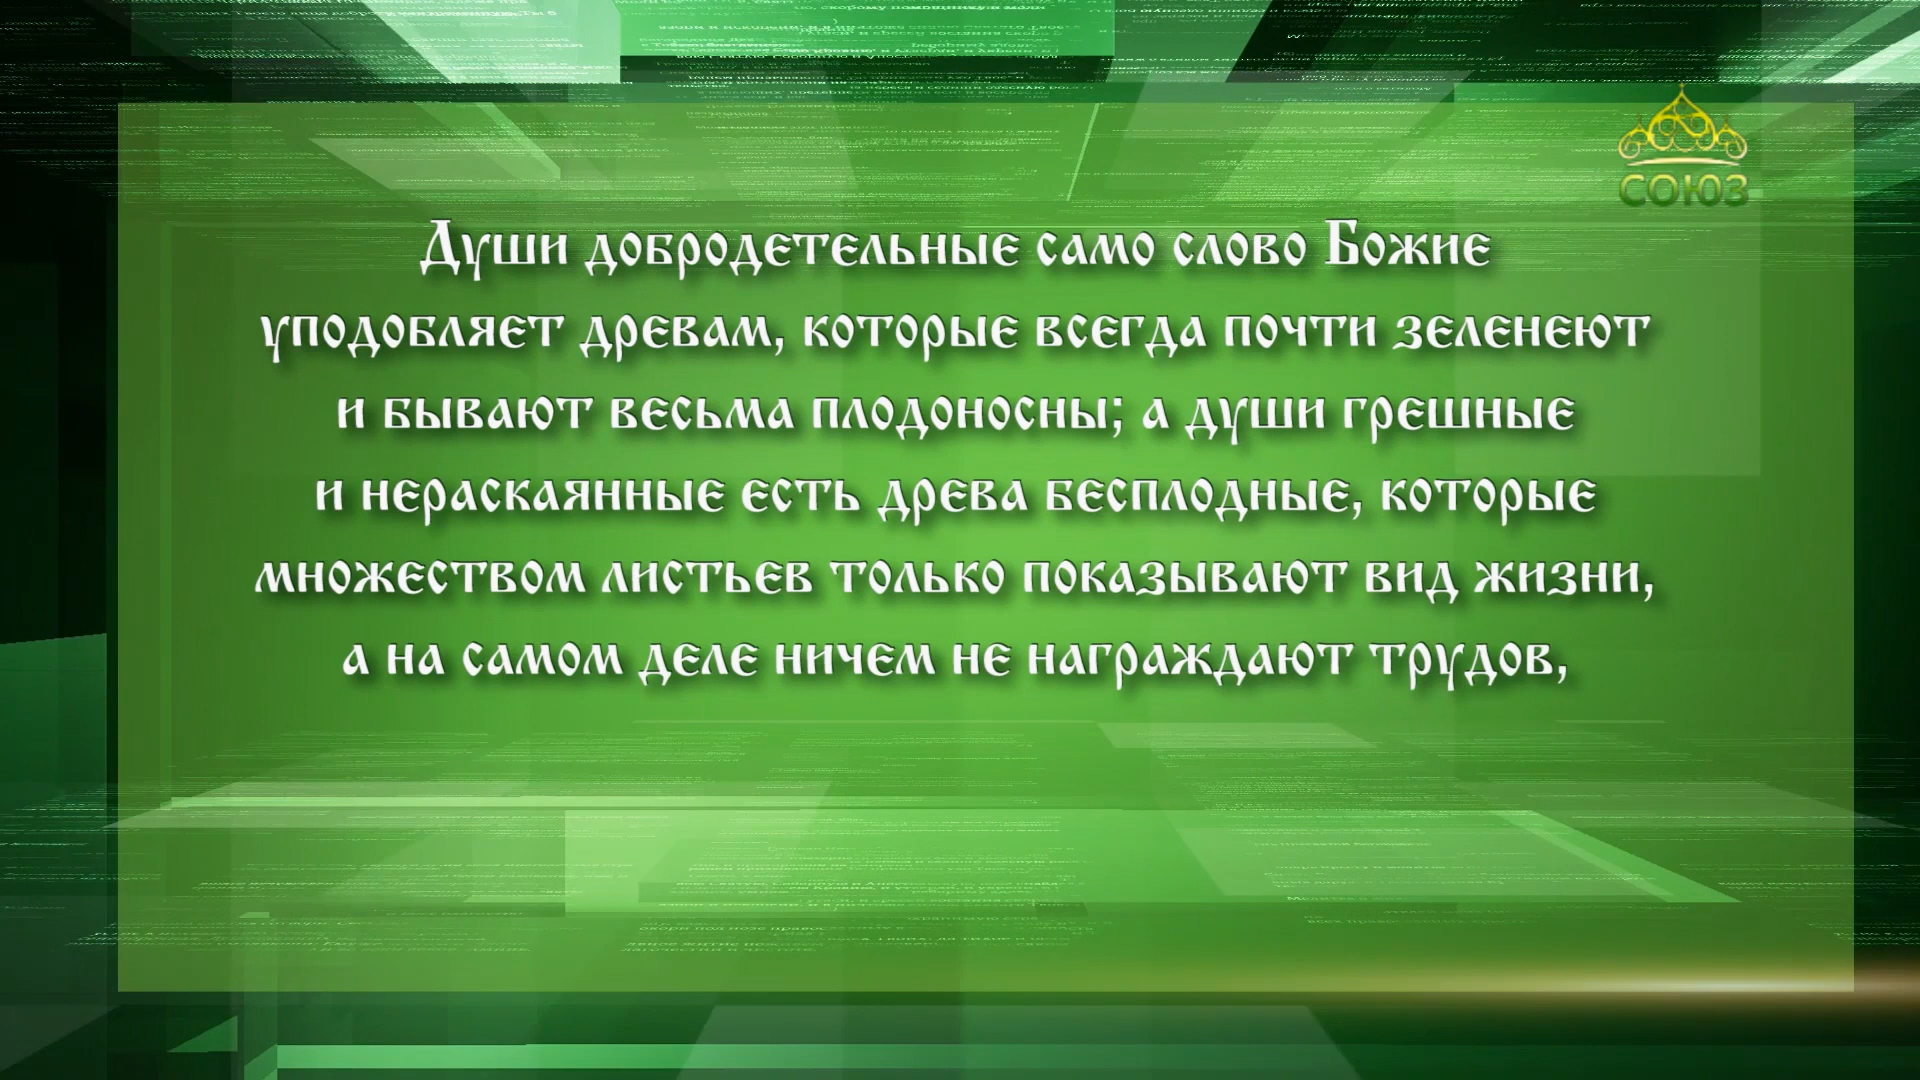 СОЮЗ
Души добродетельные само слово Божие
уподобляет древам, которые всегда почти зеленеют
и бывают весьма плодоносны; а души грешные
и нераскаянные есть древа бесплодные, которые
множеством листьев только показывают вид жизни,
а на самом деле ничем не награждают трудов,